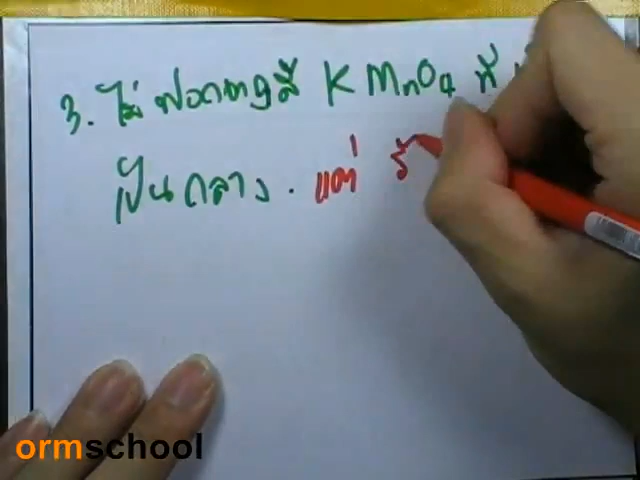 3. ไม่ฟอกจางสี KMnO4 ที่
เป็นกลาง. แต่
ormschool